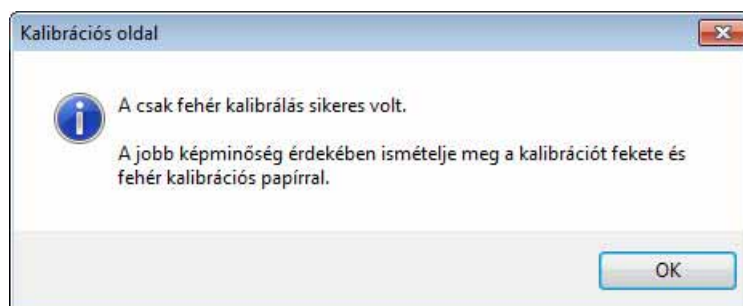 Kalibrációs oldal
A csak fehér kalibrálás sikeres volt.
A jobb képminőség érdekében ismételje meg a kalibrációt fekete és
fehér kalibrációs papírral.
OK